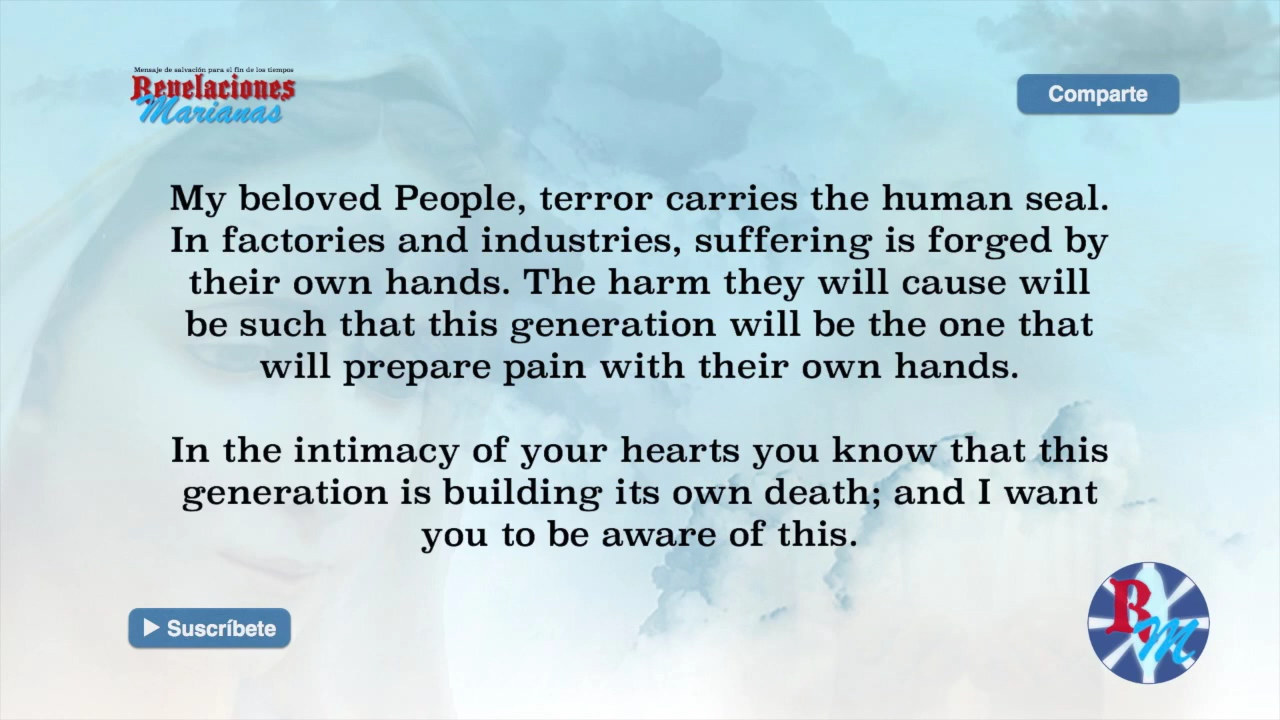 Mensaje de salvación para el fin de los tiempos
Revelaciones
Marianas
Comparte
My beloved People, terror carries the human seal.
In factories and industries, suffering is forged by
their own hands. The harm they will cause will
be such that this generation will be the one that
will prepare pain with their own hands.
In the intimacy of your hearts you know that this
generation is building its own death; and I want
you to be aware of this.
Suscríbete
RM